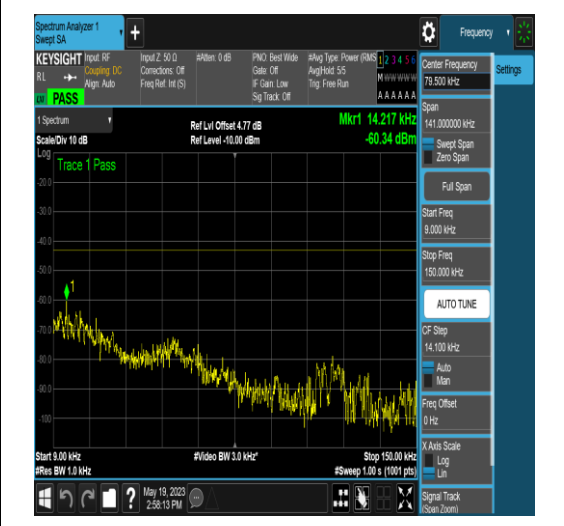 Spectrum Analyzer 1
Swept SA
Frequency
KEYSIGHT
RL
PASS
Input: RF
Coupling: DC
Align: Auto
Input Z: 50 Ω
Corrections: Off
Freq Ref: Int (S)
#Atten: 0 dB
PNO: Best Wide
Gate: Off
IF Gain: Low
Sig Track: Off
#Avg Type: Power (RMS
Avg|Hold: 5/5
Trig: Free Run
1 2 3 4 5 6
M W W W W W
A A A A A A
1 Spectrum
Scale/Div 10 dB
Ref Lvl Offset 4.77 dB
Ref Level -10.00 dBm
Mkr1 14.217 kHz
-60.34 dBm
Log
Trace 1 Pass
-20.0
-30.0
-40.0
-50.0
-60.0
-70.0
-80.0
-90.0
-100
1
Start 9.00 kHz
#Res BW 1.0 kHz
#Video BW 3.0 kHz*
Stop 150.00 kHz
#Sweep 1.00 s (1001 pts)
May 19, 2023
2:58:13 PM
Center Frequency
79.500 kHz
Settings
Span
141.000000 kHz
Swept Span
Zero Span
Full Span
Start Freq
9.000 kHz
Stop Freq
150.000 kHz
AUTO TUNE
CF Step
14.100 kHz
Auto
Man
Freq Offset
0 Hz
X Axis Scale
Log
Lin
Signal Track
(Span Zoom)